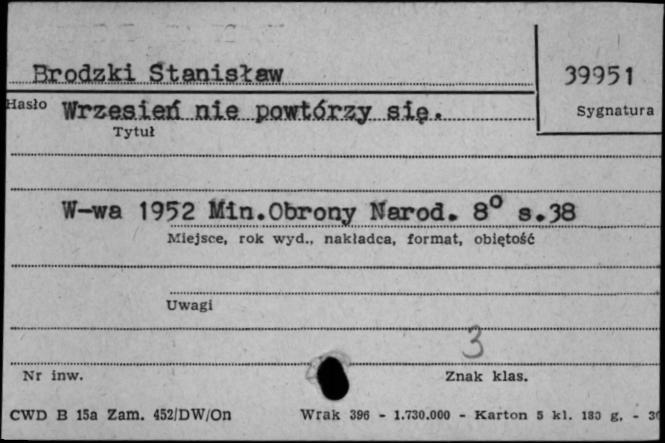 Brodzki Stanisław
39951
Hasło Wrzesień nie powtórzy się.
Sygnatura
Tytuł
W-wa 1952 Min.Obrony Narod. 8° s.38
Miejsce, rok wyd., nakładca, format, objętość
Uwagi
3
Nr inw.
Znak klas.
CWD B 15a Zam. 452/DW/On Wrak 396 - 1.730.000 - Karton 5 kl. 180 g. -